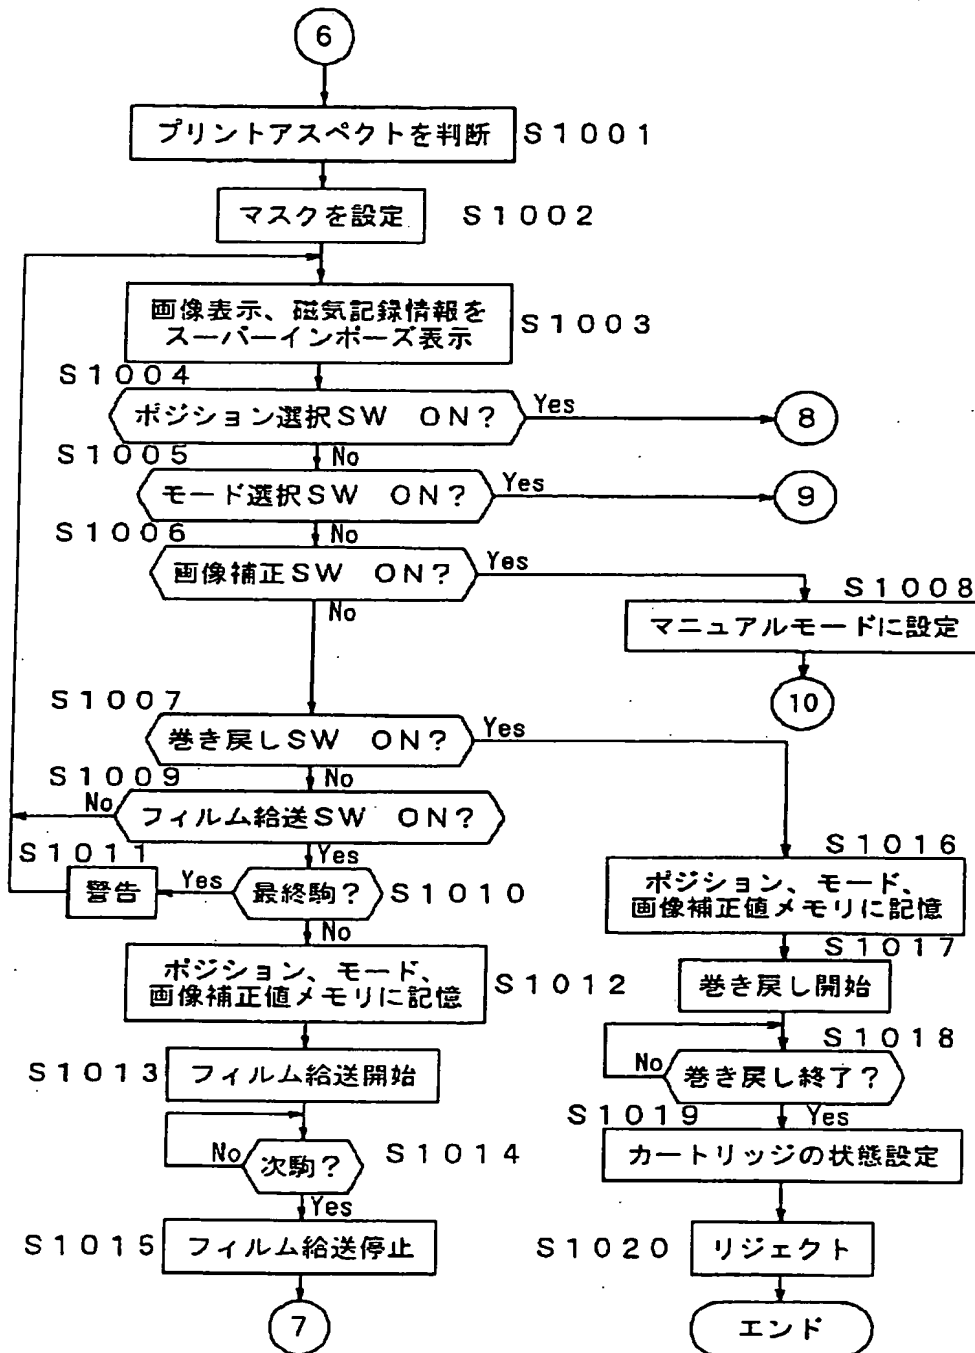 6
プリントアスペクトを判断
S1001
マスクを設定
S1002
画像表示、磁気記録情報を
スーパーインポーズ表示
S1003
S1004
ポジション選択SW ON?
Yes
8
No
S1005
モード選択SW ON?
Yes
9
No
S1006
画像補正SW ON?
Yes
No
S1008
マニュアルモードに設定
10
S1007
巻き戻しSW ON?
Yes
No
S1009
フィルム給送SW ON?
No
Yes
S1011
警告
Yes
最終駒?
S1010
No
ポジション、モード、
画像補正値メモリに記憶
S1012
S1013
フィルム給送開始
No
次駒?
S1014
Yes
S1015
フィルム給送停止
7
S1016
ポジション、モード、
画像補正値メモリに記憶
S1017
巻き戻し開始
S1018
No
巻き戻し終了?
Yes
S1019
カートリッジの状態設定
S1020
リジェクト
エンド